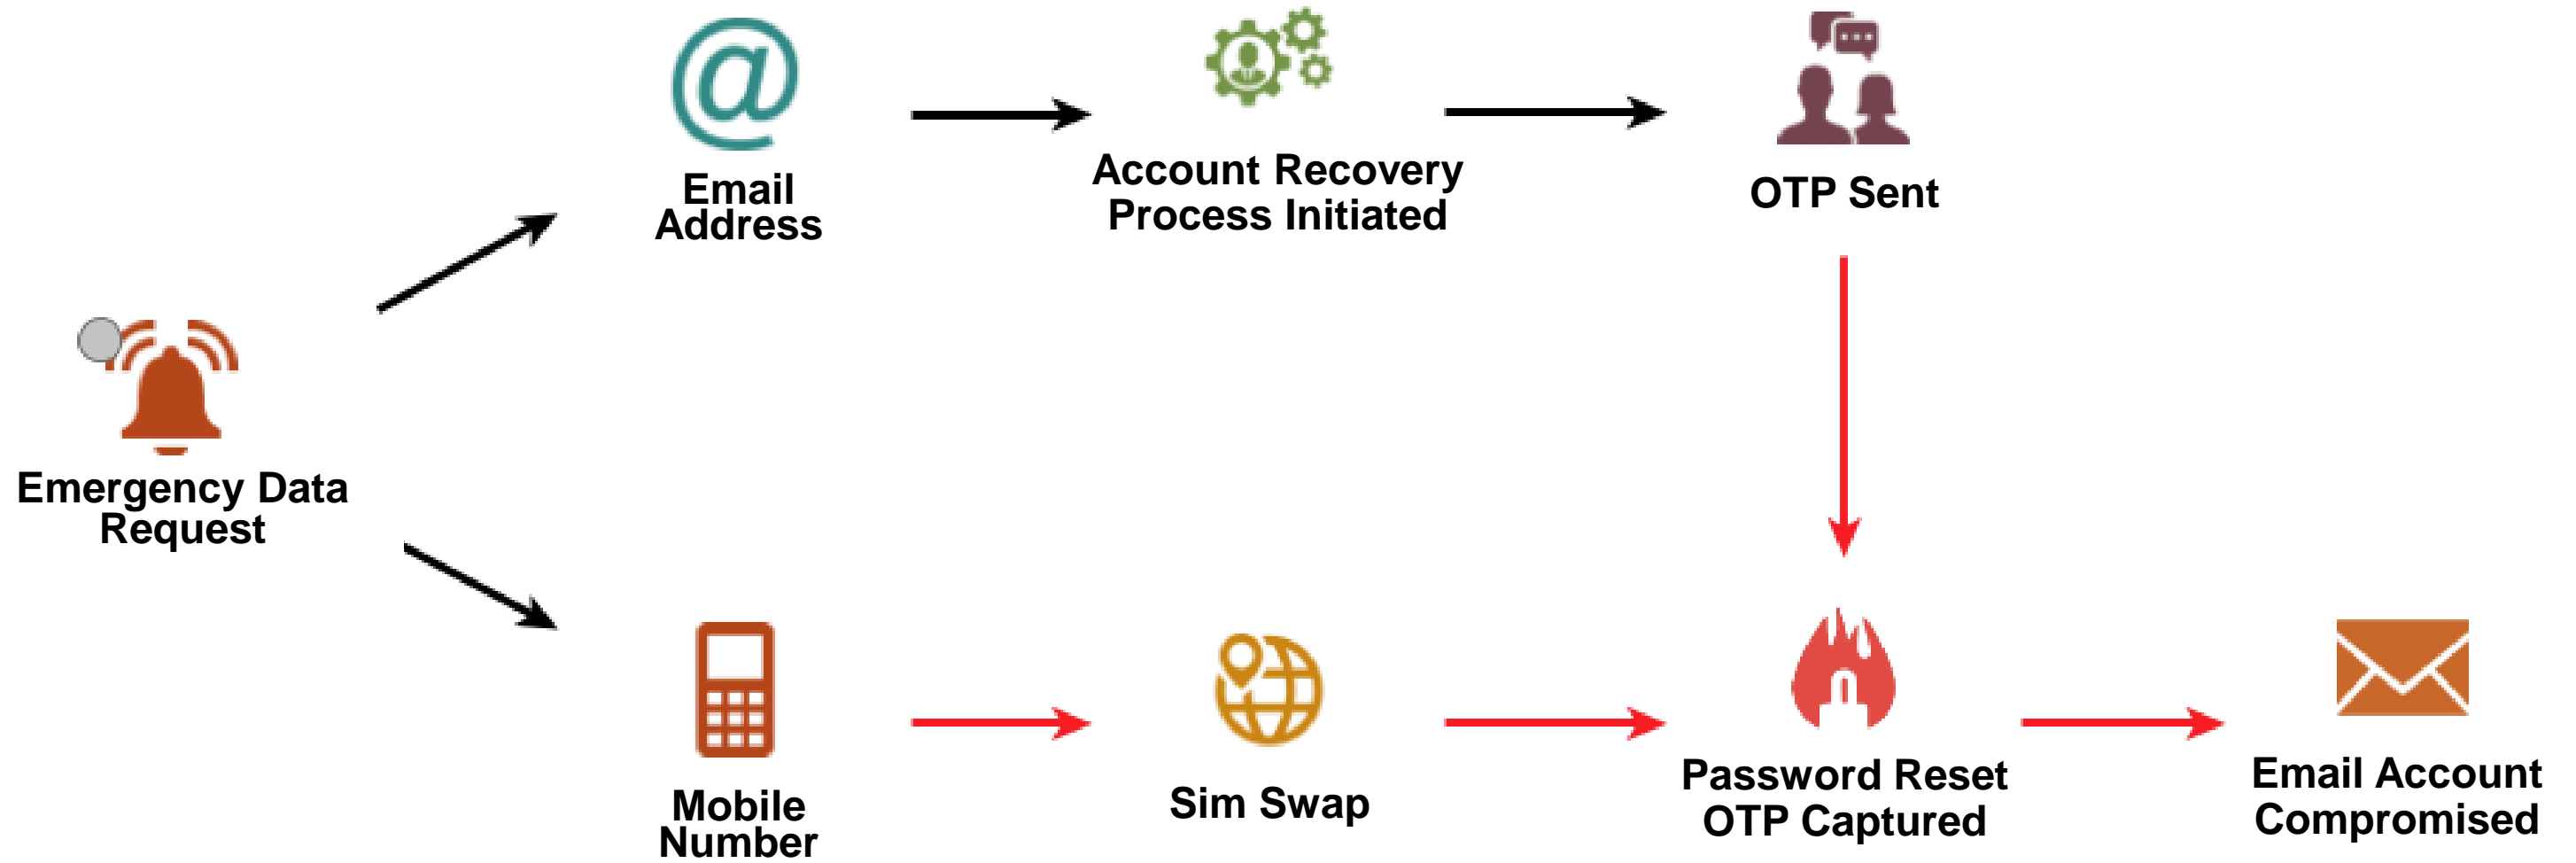 Email
Address
Account Recovery
Process Initiated
OTP Sent
Emergency Data
Request
Mobile
Number
Sim Swap
Password Reset
OTP Captured
Email Account
Compromised